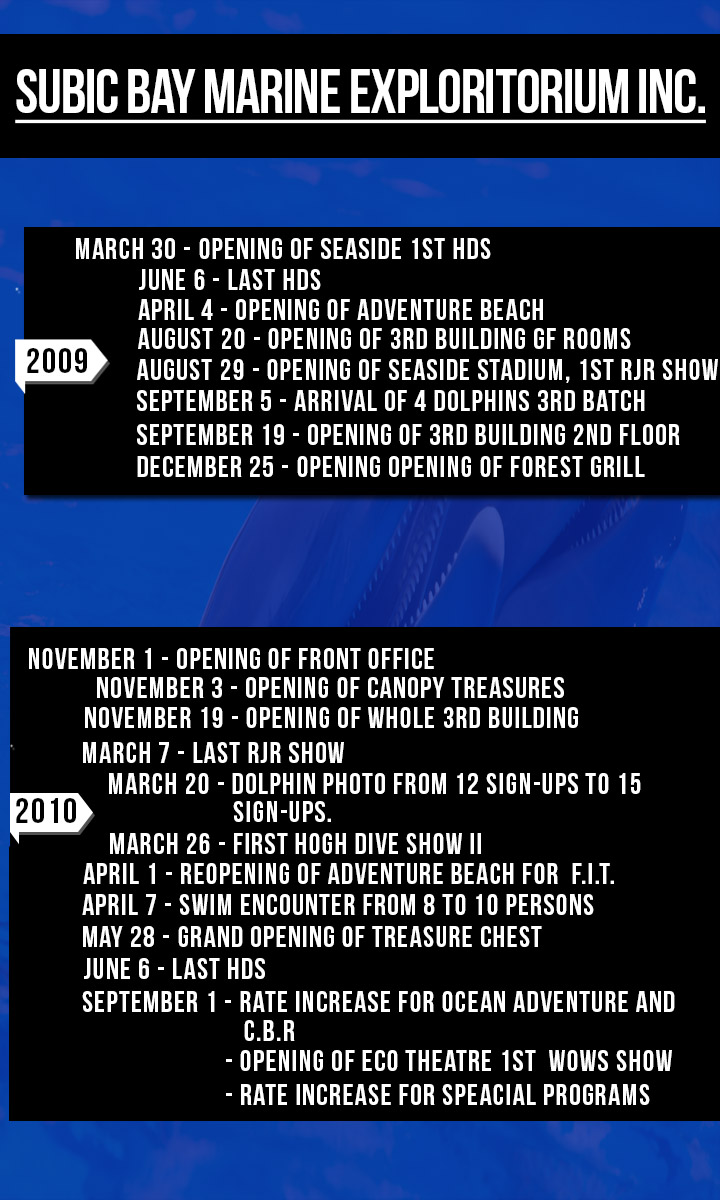 SUBIC BAY MARINE EXPLORITORIUM INC.
MARCH 30 - OPENING OF SEASIDE 1ST HDS
JUNE 6 - LAST HDS
APRIL 4 - OPENING OF ADVENTURE BEACH
AUGUST 20 - OPENING OF 3RD BUILDING GF ROOMS
2009
AUGUST 29 - OPENING OF SEASIDE STADIUM, 1ST RJR SHOW
SEPTEMBER 5 - ARRIVAL OF 4 DOLPHINS 3RD BATCH
SEPTEMBER 19 - OPENING OF 3RD BUILDING 2ND FLOOR
DECEMBER 25 - OPENING OPENING OF FOREST GRILL
NOVEMBER 1 - OPENING OF FRONT OFFICE
NOVEMBER 3 - OPENING OF CANOPY TREASURES
NOVEMBER 19 - OPENING OF WHOLE 3RD BUILDING
MARCH 7 - LAST RJR SHOW
MARCH 20 - DOLPHIN PHOTO FROM 12 SIGN-UPS TO 15
SIGN-UPS.
2010
MARCH 26 - FIRST HOGH DIVE SHOW II
APRIL 1 - REOPENING OF ADVENTURE BEACH FOR F.I.T.
APRIL 7 - SWIM ENCOUNTER FROM 8 TO 10 PERSONS
MAY 28 - GRAND OPENING OF TREASURE CHEST
JUNE 6 - LAST HDS
SEPTEMBER 1 - RATE INCREASE FOR OCEAN ADVENTURE AND
C.B.R
- OPENING OF ECO THEATRE 1ST WOWS SHOW
- RATE INCREASE FOR SPEACIAL PROGRAMS